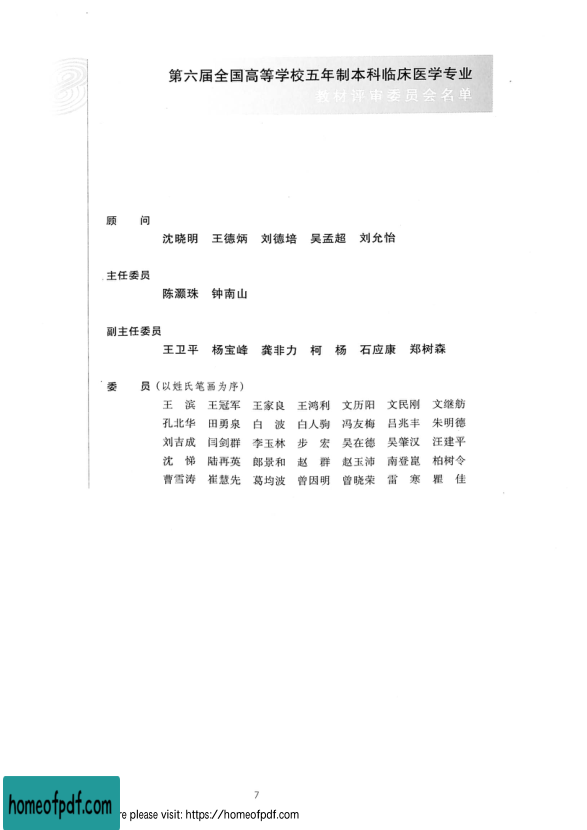 第六届全国高等学校五年制本科临床医学专业
教材评审委员会名单
顾 问
沈晓明 王德炳 刘德培 吴孟超 刘允怡
主任委员
陈灏珠 钟南山
副主任委员
王卫平 杨宝峰 龚非力 柯 杨 石应康 郑树森
委 员(以姓氏笔画为序)
王 滨 王冠军 王家良 王鸿利 文历阳 文民刚 文继舫
孔北华 田勇泉 白 波 白人驹 冯友梅 吕兆丰 朱明德
刘吉成 闫剑群 李玉林 步 宏 吴在德 吴肇汉 汪建平
沈 悌 陆再英 郎景和 赵 群 赵玉沛 南登崑 柏树令
曹雪涛 崔慧先 葛均波 曾因明 曾晓荣 雷 寒 瞿 佳
7
homeofpdf.com
re please visit: https://homeofpdf.com